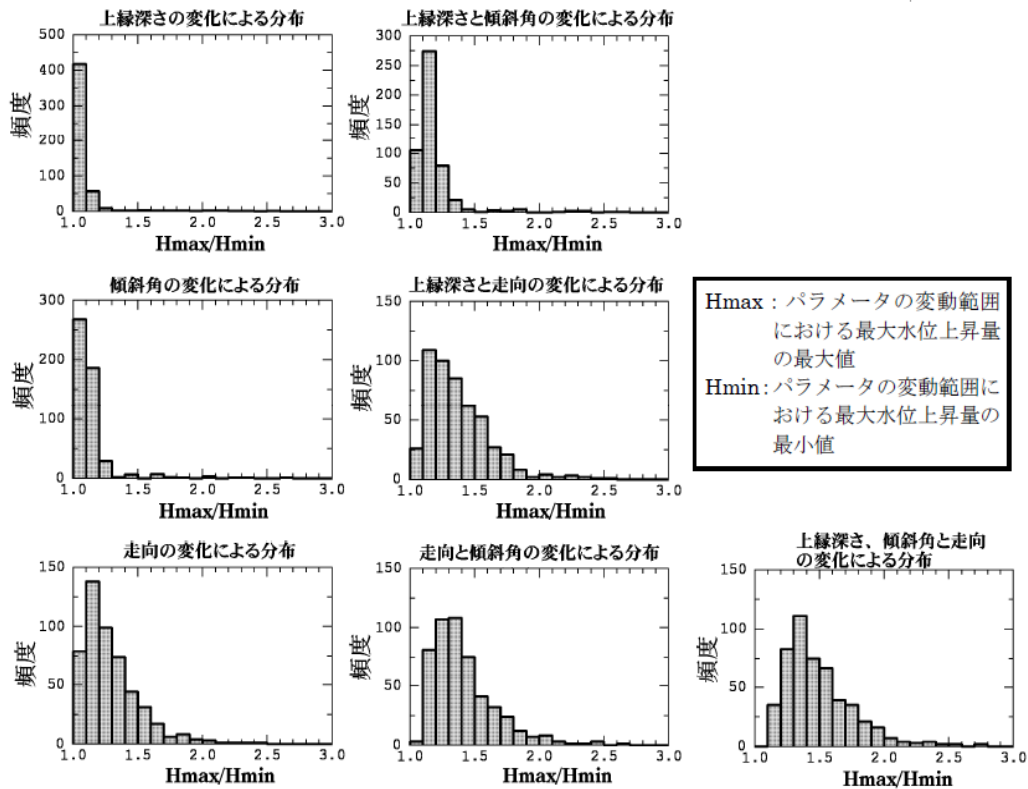 上縁深さの変化による分布
500
400
300
200
100
0
頻度
1.0 1.5 2.0 2.5 3.0
Hmax/Hmin
上縁深さと傾斜角の変化による分布
300
250
200
150
100
50
0
頻度
1.0 1.5 2.0 2.5 3.0
Hmax/Hmin
傾斜角の変化による分布
300
200
300
0
頻度
1.0 1.5 2.0 2.5 3.0
Hmax/Hmin
上縁深さと走向の変化による分布
150
100
50
0
頻度
1.0 1.5 2.0 2.5 3.0
Hmax/Hmin
Hmax：パラメータの変動範囲
における最大水位上昇量
の最大値
Hmin：パラメータの変動範囲に
おける最大水位上昇量の
最小値
走向の変化による分布
150
100
50
0
頻度
1.0 1.5 2.0 2.5 3.0
Hmax/Hmin
走向と傾斜角の変化による分布
150
100
50
0
頻度
1.0 1.5 2.0 2.5 3.0
Hmax/Hmin
上縁深さ、傾斜角と走向
の変化による分布
150
100
50
0
頻度
1.0 1.5 2.0 2.5 3.0
Hmax/Hmin